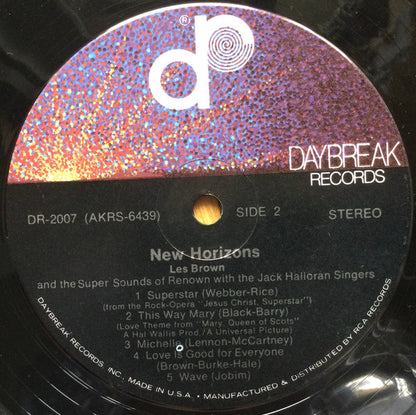 ®
DAYBREAK
RECORDS
DR-2007 (AKRS-6439)
SIDE 2
STEREO
New Horizons
Les Brown
and the Super Sounds of Renown with the Jack Halloran Singers
1 Superstar (Webber-Rice)
(from the Rock-Opera "Jesus Christ, Superstar")
2 This Way Mary (Black-Barry)
(Love Theme from "Mary, Queen of Scots"
A Hal Wallis Prod./A Universal Picture)
3 Michelle (Lennon-McCartney)
4 Love Is Good for Everyone
(Brown-Burke-Hale)
5 Wave (Jobim)
DAYBREAK RECORDS, INC., MADE IN U.S.A. • MANUFACTURED & DISTRIBUTED BY RCA RECORDS